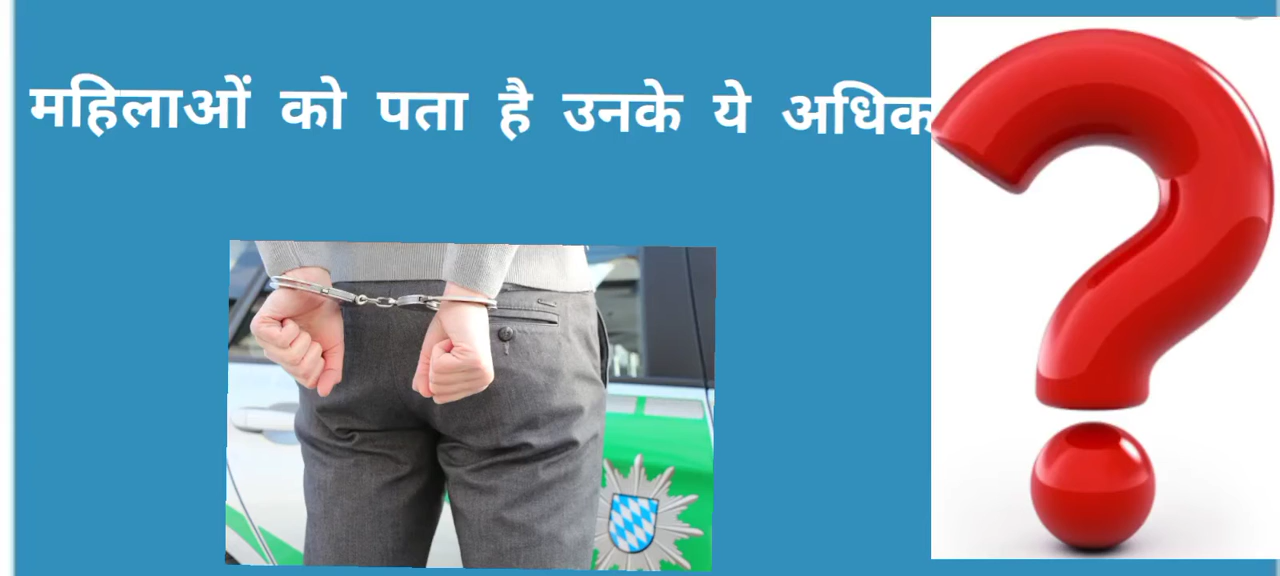 महिलाओं को पता है उनके ये अधिक